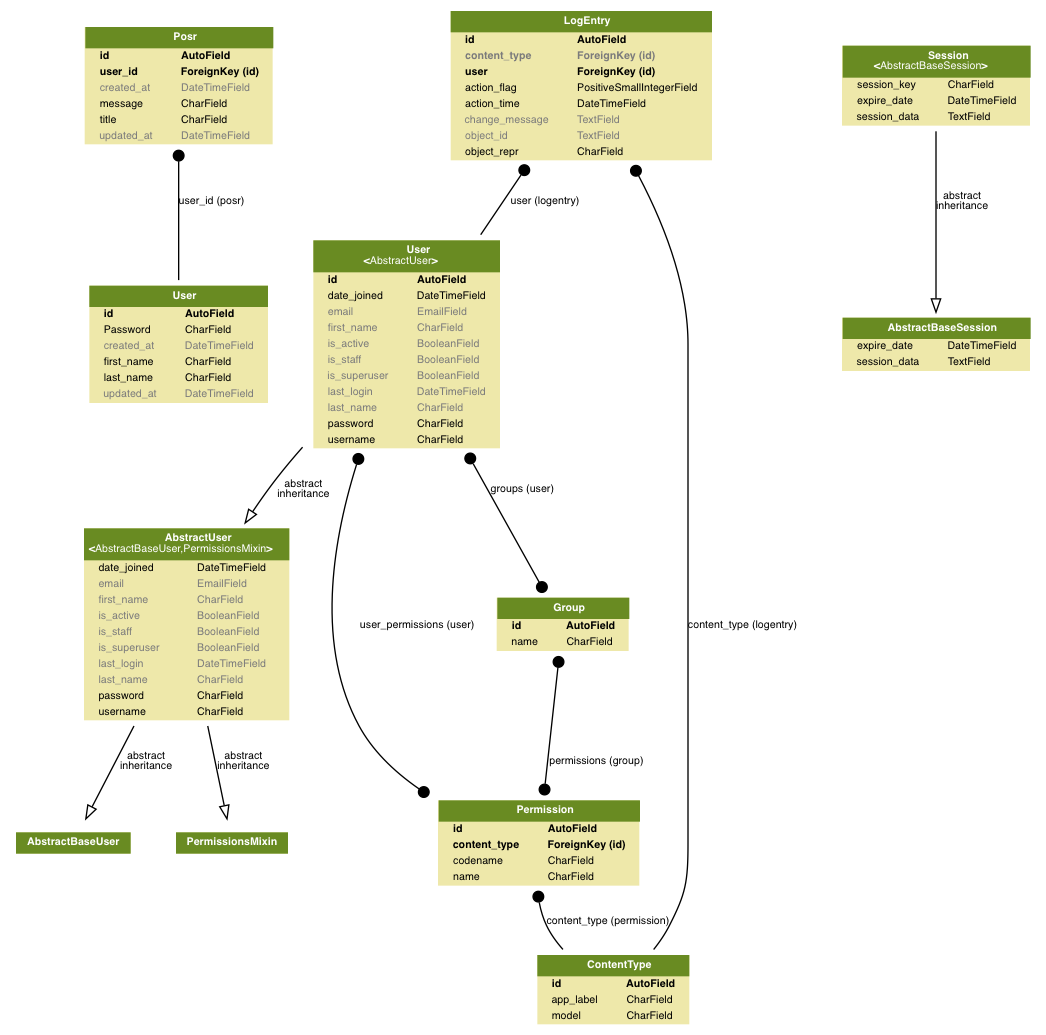 Posr
id AutoField
user_id ForeignKey (id)
created_at DateTimeField
message CharField
title CharField
updated_at DateTimeField
user_id (posr)
User
id AutoField
Password CharField
created_at DateTimeField
first_name CharField
last_name CharField
updated_at DateTimeField
LogEntry
id AutoField
content_type ForeignKey (id)
user ForeignKey (id)
action_flag PositiveSmallIntegerField
action_time DateTimeField
change_message TextField
object_id TextField
object_repr CharField
user (logentry)
content_type (logentry)
Session
<AbstractBaseSession>
session_key CharField
expire_date DateTimeField
session_data TextField
abstract
inheritance
AbstractBaseSession
expire_date DateTimeField
session_data TextField
User
<AbstractUser>
id AutoField
date_joined DateTimeField
email EmailField
first_name CharField
is_active BooleanField
is_staff BooleanField
is_superuser BooleanField
last_login DateTimeField
last_name CharField
password CharField
username CharField
abstract
inheritance
groups (user)
user_permissions (user)
AbstractUser
<AbstractBaseUser,PermissionsMixin>
date_joined DateTimeField
email EmailField
first_name CharField
is_active BooleanField
is_staff BooleanField
is_superuser BooleanField
last_login DateTimeField
last_name CharField
password CharField
username CharField
abstract
inheritance
abstract
inheritance
AbstractBaseUser
PermissionsMixin
Group
id AutoField
name CharField
permissions (group)
Permission
id AutoField
content_type ForeignKey (id)
codename CharField
name CharField
content_type (permission)
ContentType
id AutoField
app_label CharField
model CharField